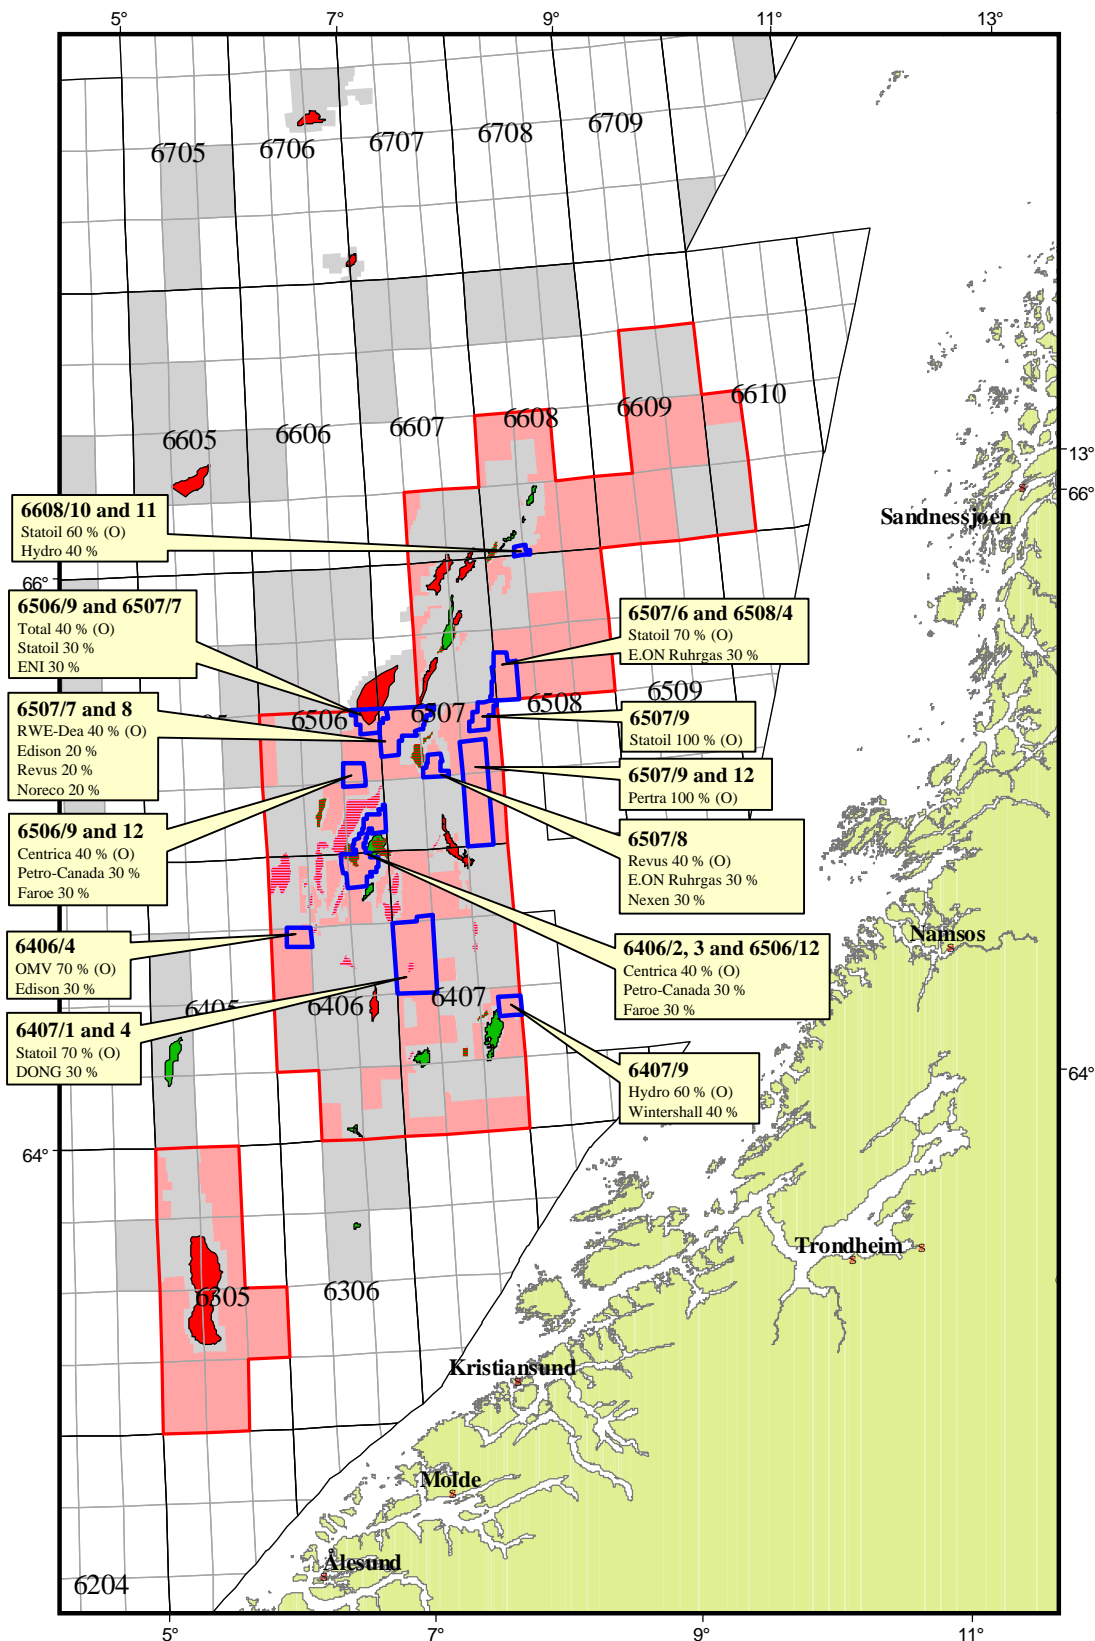 5°
7°
9°
11°
13°
6705
6706
6707
6708
6709
6605
6606
6607
6608
6609
6610
13°
66°
Sandnessjøen
6608/10 and 11
Statoil 60 % (O)
Hydro 40 %
66°
6506/9 and 6507/7
Total 40 % (O)
Statoil 30 %
ENI 30 %
6507/6 and 6508/4
Statoil 70 % (O)
E.ON Ruhrgas 30 %
6506
6507
6508
6509
6507/7 and 8
RWE-Dea 40 % (O)
Edison 20 %
Revus 20 %
Noreco 20 %
6507/9
Statoil 100 % (O)
6507/9 and 12
Pertra 100 % (O)
6506/9 and 12
Centrica 40 % (O)
Petro-Canada 30 %
Faroe 30 %
6507/8
Revus 40 % (O)
E.ON Ruhrgas 30 %
Nexen 30 %
6406/4
OMV 70 % (O)
Edison 30 %
6406/2, 3 and 6506/12
Centrica 40 % (O)
Petro-Canada 30 %
Faroe 30 %
Namsos
6405
6406
6407
6407/1 and 4
Statoil 70 % (O)
DONG 30 %
6407/9
Hydro 60 % (O)
Wintershall 40 %
64°
64°
Trondheim
6305
6306
Kristiansund
Molde
Ålesund
6204
5°
7°
9°
11°